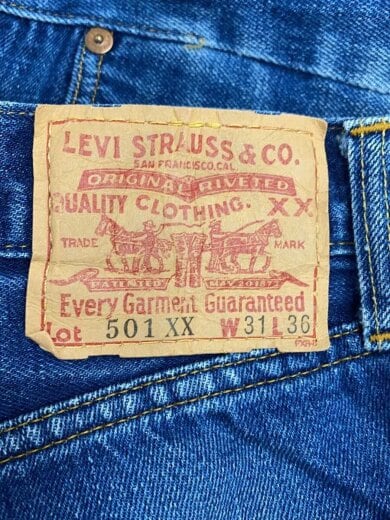 LEVI STRAUSS & CO.
SAN FRANCISCO, CAL.
ORIGINAL RIVETED
QUALITY CLOTHING. XX
TRADE MARK
PATENTED MAY 20 1873
Every Garment Guaranteed
Lot 501 XX W31 L36